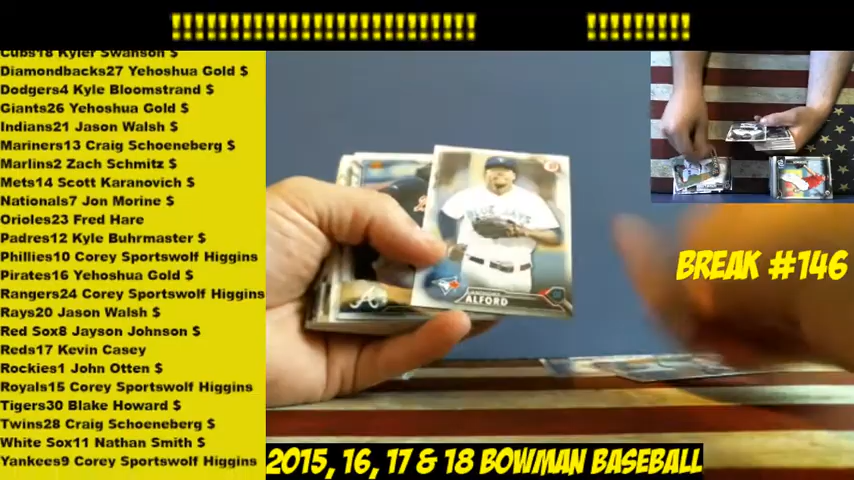 !!!!!!!!!!!!!!!!!!!!!!!!!!!! !!!!!!!!!
Cubs18 Kyler Swanson $
Diamondbacks27 Yehoshua Gold $
Dodgers4 Kyle Bloomstrand $
Giants26 Yehoshua Gold $
Indians21 Jason Walsh $
Mariners13 Craig Schoeneberg $
Marlins2 Zach Schmitz $
Mets14 Scott Karanovich $
Nationals7 Jon Morine $
Orioles23 Fred Hare
Padres12 Kyle Buhrmaster $
Phillies10 Corey Sportswolf Higgins
Pirates16 Yehoshua Gold $
Rangers24 Corey Sportswolf Higgins
Rays20 Jason Walsh $
Red Sox8 Jayson Johnson $
Reds17 Kevin Casey
Rockies1 John Otten $
Royals15 Corey Sportswolf Higgins
Tigers30 Blake Howard $
Twins28 Craig Schoeneberg $
White Sox11 Nathan Smith $
Yankees9 Corey Sportswolf Higgins
BLUE JAYS
ALFORD
BREAK #146
2015, 16, 17 & 18 BOWMAN BASEBALL